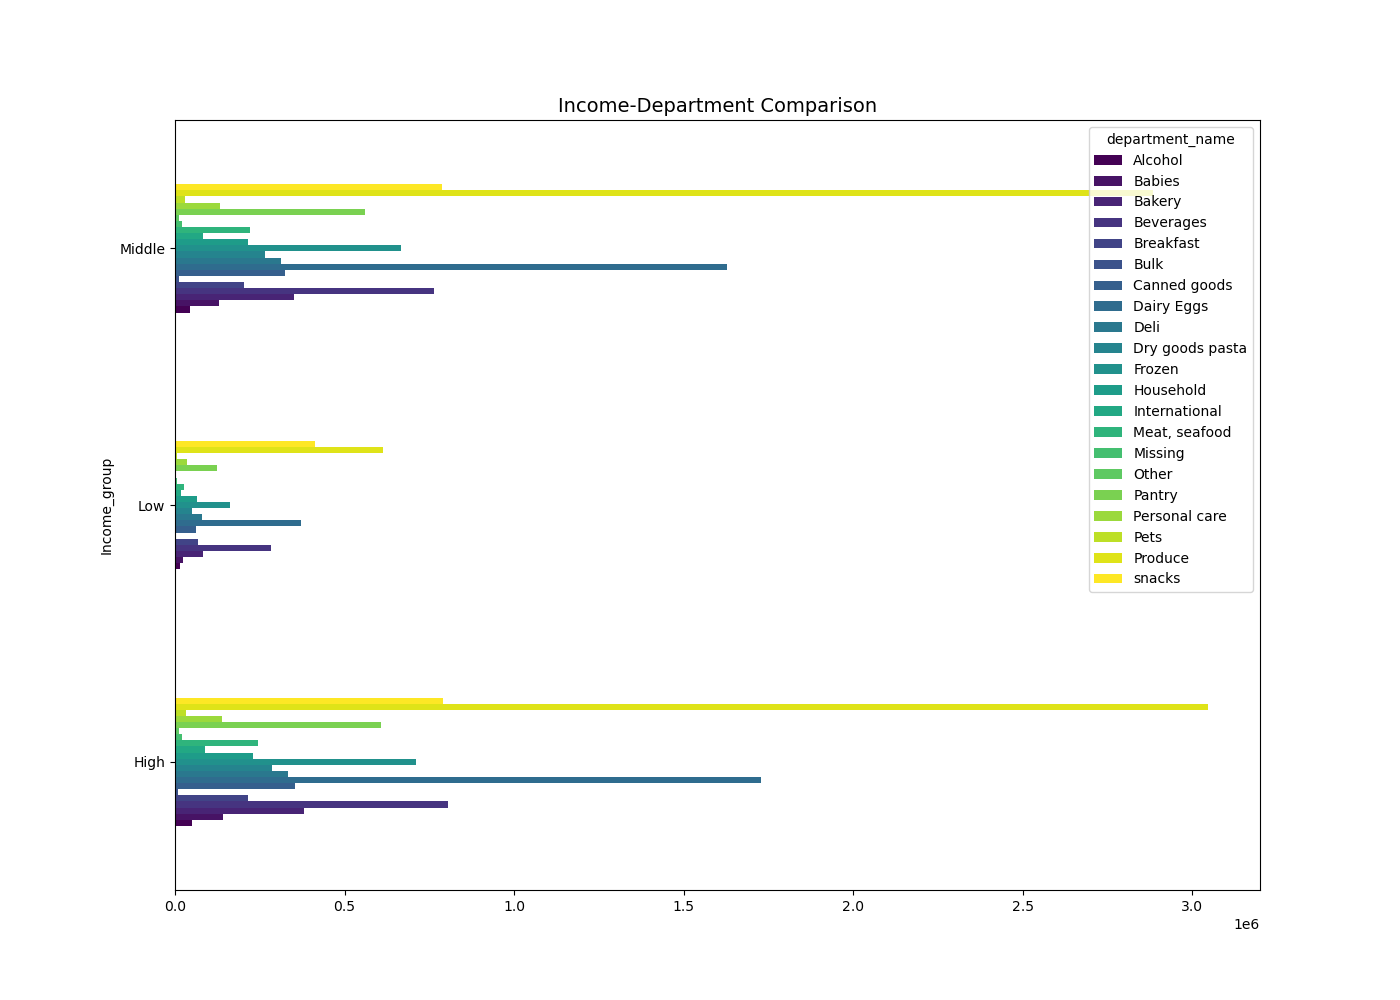 Income-Department Comparison
department_name
Alcohol
Babies
Bakery
Beverages
Breakfast
Bulk
Canned goods
Dairy Eggs
Deli
Dry goods pasta
Frozen
Household
International
Meat, seafood
Missing
Other
Pantry
Personal care
Pets
Produce
snacks
Income_group
Middle
Low
High
0.0 0.5 1.0 1.5 2.0 2.5 3.0
1e6